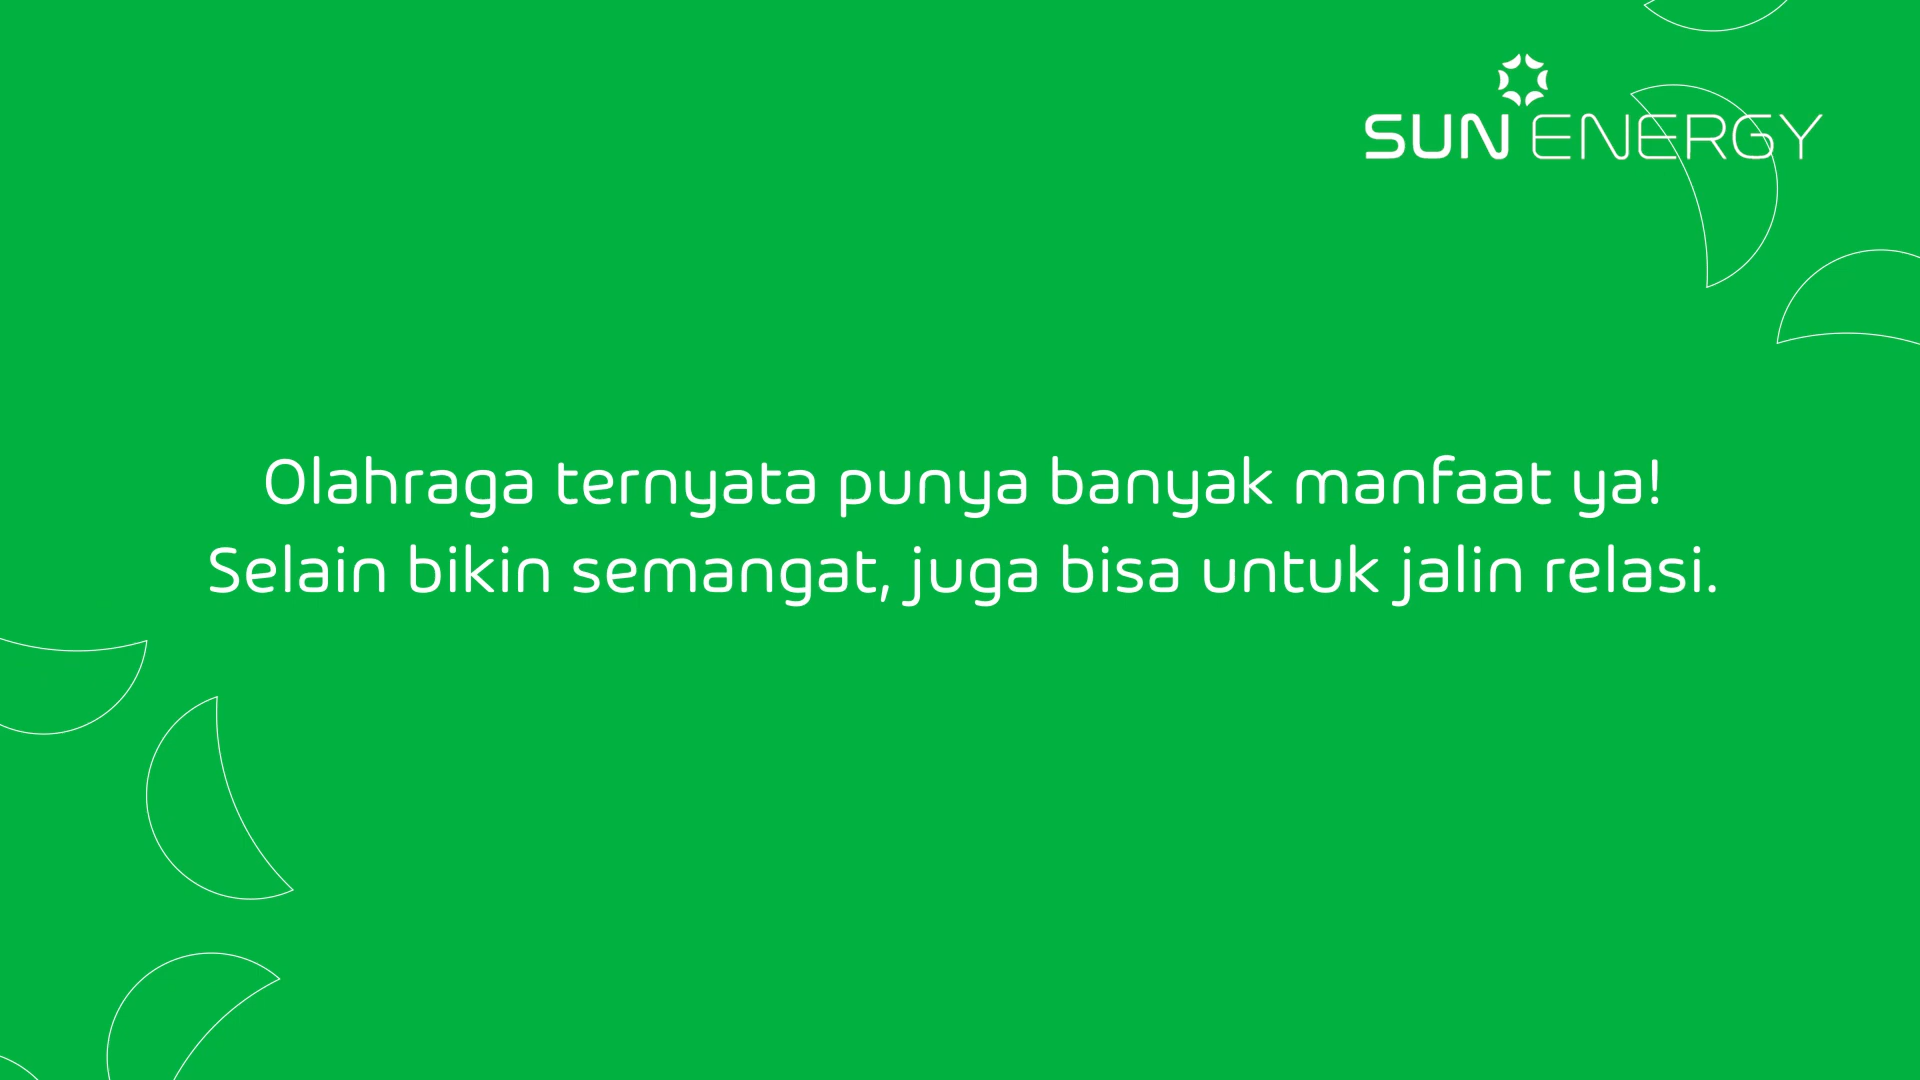 SUN ENERGY
Olahraga ternyata punya banyak manfaat ya!
Selain bikin semangat, juga bisa untuk jalin relasi.